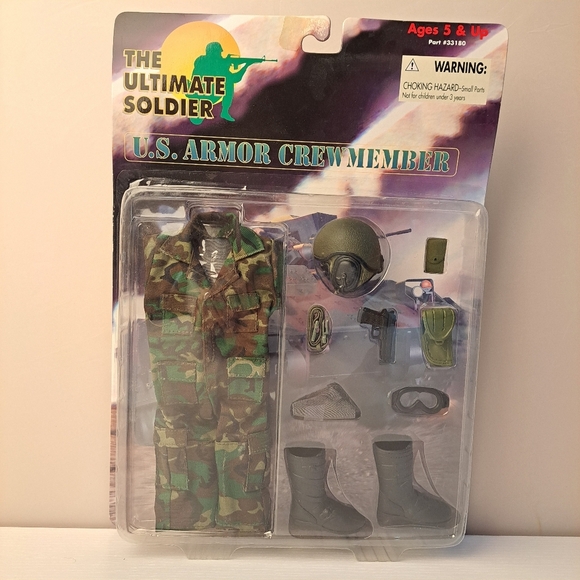 THE
ULTIMATE
SOLDIER
Ages 5 & Up
Part #33180
WARNING:
CHOKING HAZARD-Small Parts
Not for children under 3 years
U.S. ARMOR CREWMEMBER